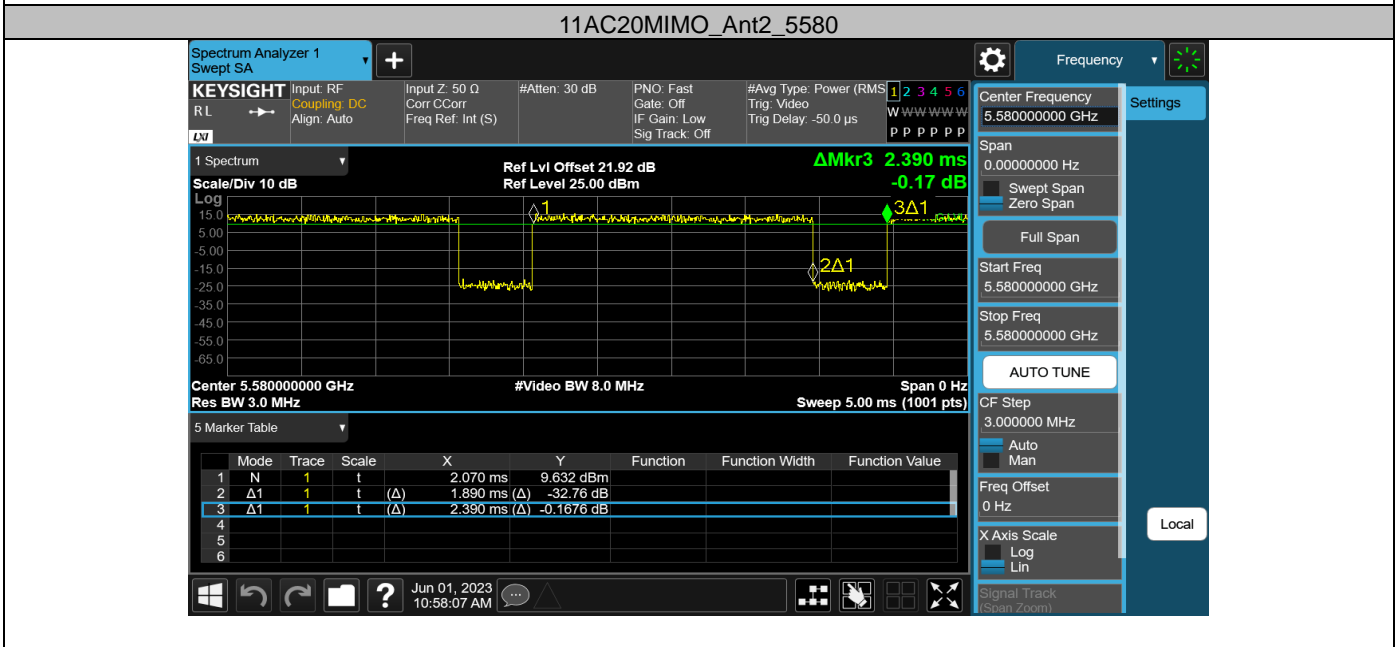 11AC20MIMO_Ant2_5580
Spectrum Analyzer 1
Swept SA
Frequency
KEYSIGHT Input: RF Input Z: 50 Ω #Atten: 30 dB PNO: Fast #Avg Type: Power (RMS 1 2 3 4 5 6
RL Coupling: DC Corr CCorr Gate: Off Trig: Video W W W W W W
Align: Auto Freq Ref: Int (S) IF Gain: Low Trig Delay: -50.0 µs
LXI Sig Track: Off P P P P P P
1 Spectrum Ref Lvl Offset 21.92 dB ΔMkr3 2.390 ms
Scale/Div 10 dB Ref Level 25.00 dBm -0.17 dB
Log
1 3Δ1
15.0
5.00
-5.00
-15.0 2Δ1
-25.0
-35.0
-45.0
-55.0
-65.0
Center 5.580000000 GHz #Video BW 8.0 MHz Span 0 Hz
Res BW 3.0 MHz Sweep 5.00 ms (1001 pts)
5 Marker Table
Mode Trace Scale X Y Function Function Width Function Value
1 N 1 t 2.070 ms 9.632 dBm
2 Δ1 1 t (Δ) 1.890 ms (Δ) -32.76 dB
3 Δ1 1 t (Δ) 2.390 ms (Δ) -0.1676 dB
4
5
6
Jun 01, 2023
10:58:07 AM
Center Frequency
5.580000000 GHz
Settings
Span
0.00000000 Hz
Swept Span
Zero Span
Full Span
Start Freq
5.580000000 GHz
Stop Freq
5.580000000 GHz
AUTO TUNE
CF Step
3.000000 MHz
Auto
Man
Freq Offset
0 Hz
Local
X Axis Scale
Log
Lin
Signal Track
(Span Zoom)